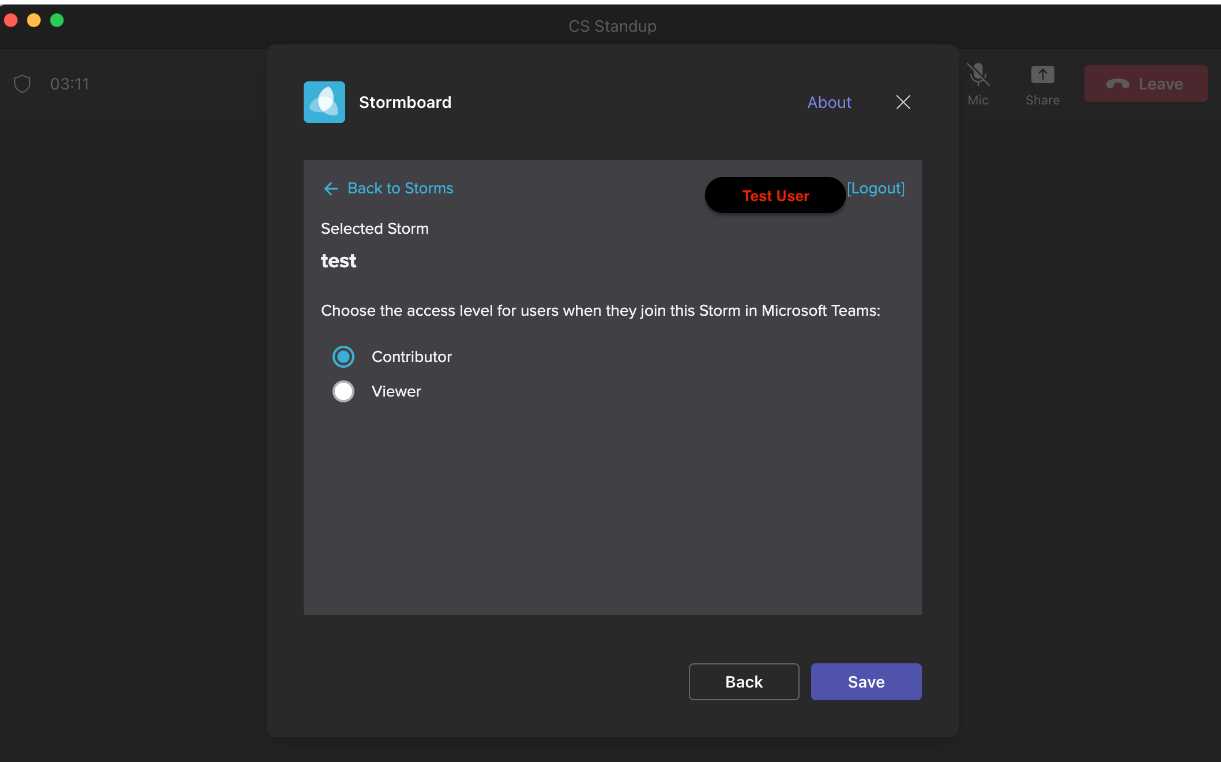 CS Standup
03:11
Mic
Share
Leave
Stormboard
About
Back to Storms
Test User
[Logout]
Selected Storm
test
Choose the access level for users when they join this Storm in Microsoft Teams:
Contributor
Viewer
Back
Save